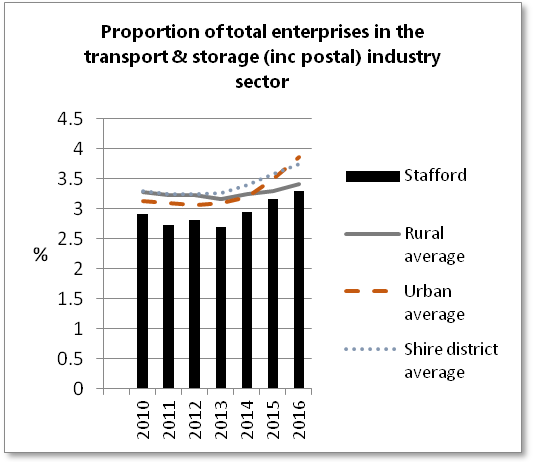 Proportion of total enterprises in the
transport & storage (inc postal) industry
sector
4.5
4
3.5
3
2.5
2
1.5
1
0.5
0
%
2010
2011
2012
2013
2014
2015
2016
Stafford
Rural
average
Urban
average
Shire district
average